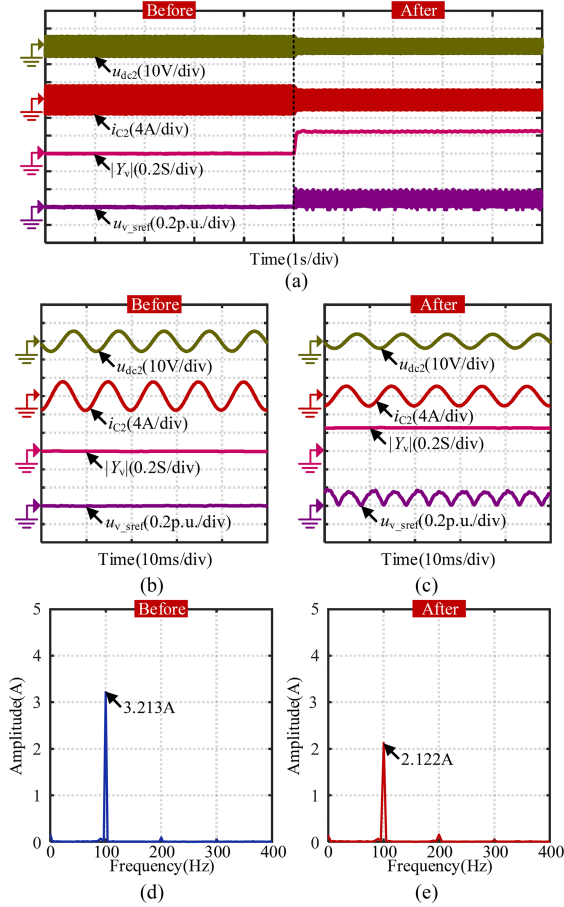 Before
After
u_dc2(10V/div)
i_C2(4A/div)
|Y_v|(0.2S/div)
u_v_sref(0.2p.u./div)
Time(1s/div)
(a)
Before
After
u_dc2(10V/div)
u_dc2(10V/div)
i_C2(4A/div)
i_C2(4A/div)
|Y_v|(0.2S/div)
|Y_v|(0.2S/div)
u_v_sref(0.2p.u./div)
u_v_sref(0.2p.u./div)
Time(10ms/div)
Time(10ms/div)
(b)
(c)
Before
5
4
3
2
1
0
Amplitude(A)
3.213A
0 100 200 300 400
Frequency(Hz)
(d)
After
5
4
3
2
1
0
Amplitude(A)
2.122A
0 100 200 300 400
Frequency(Hz)
(e)